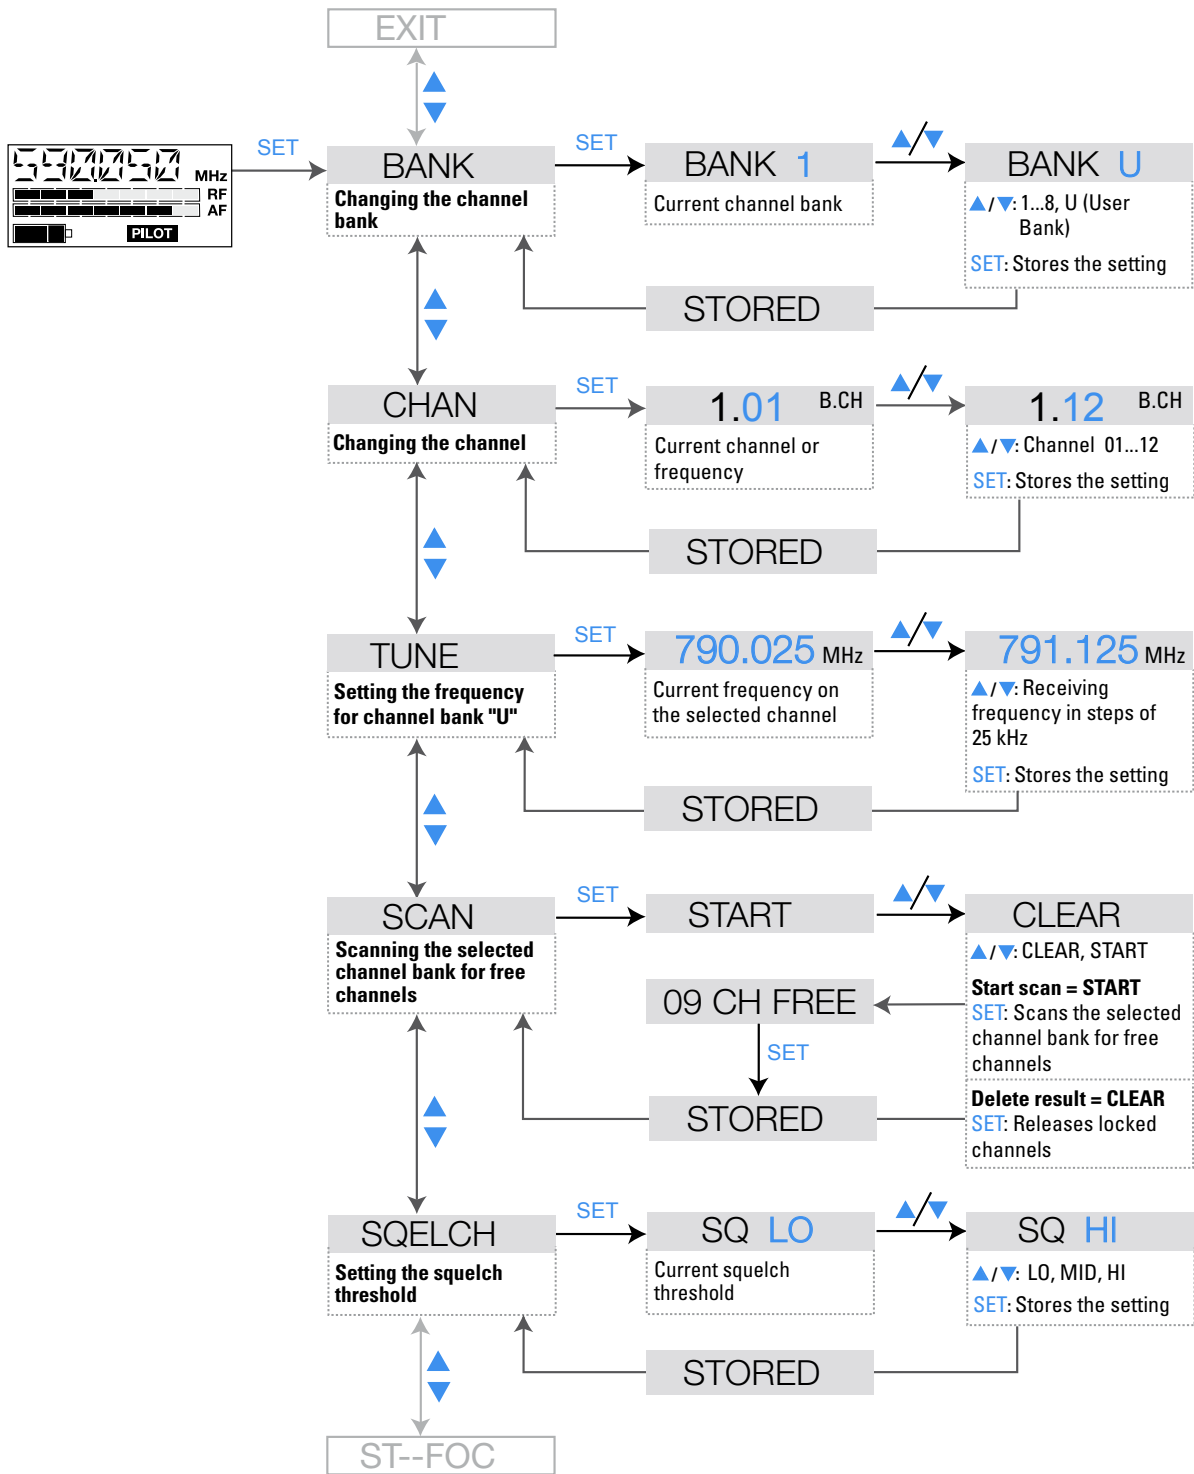 EXIT
590.050 MHz
RF
AF
PILOT
SET
BANK
Changing the channel
bank
SET
BANK 1
Current channel bank
▲/▼
BANK U
▲/▼: 1...8, U (User
Bank)
SET: Stores the setting
STORED
CHAN
Changing the channel
SET
1.01 B.CH
Current channel or
frequency
▲/▼
1.12 B.CH
▲/▼: Channel 01...12
SET: Stores the setting
STORED
TUNE
Setting the frequency
for channel bank "U"
SET
790.025 MHz
Current frequency on
the selected channel
▲/▼
791.125 MHz
▲/▼: Receiving
frequency in steps of
25 kHz
SET: Stores the setting
STORED
SCAN
Scanning the selected
channel bank for free
channels
SET
START
▲/▼
CLEAR
▲/▼: CLEAR, START
Start scan = START
SET: Scans the selected
channel bank for free
channels
09 CH FREE
SET
Delete result = CLEAR
SET: Releases locked
channels
STORED
SQELCH
Setting the squelch
threshold
SET
SQ LO
Current squelch
threshold
▲/▼
SQ HI
▲/▼: LO, MID, HI
SET: Stores the setting
STORED
ST--FOC